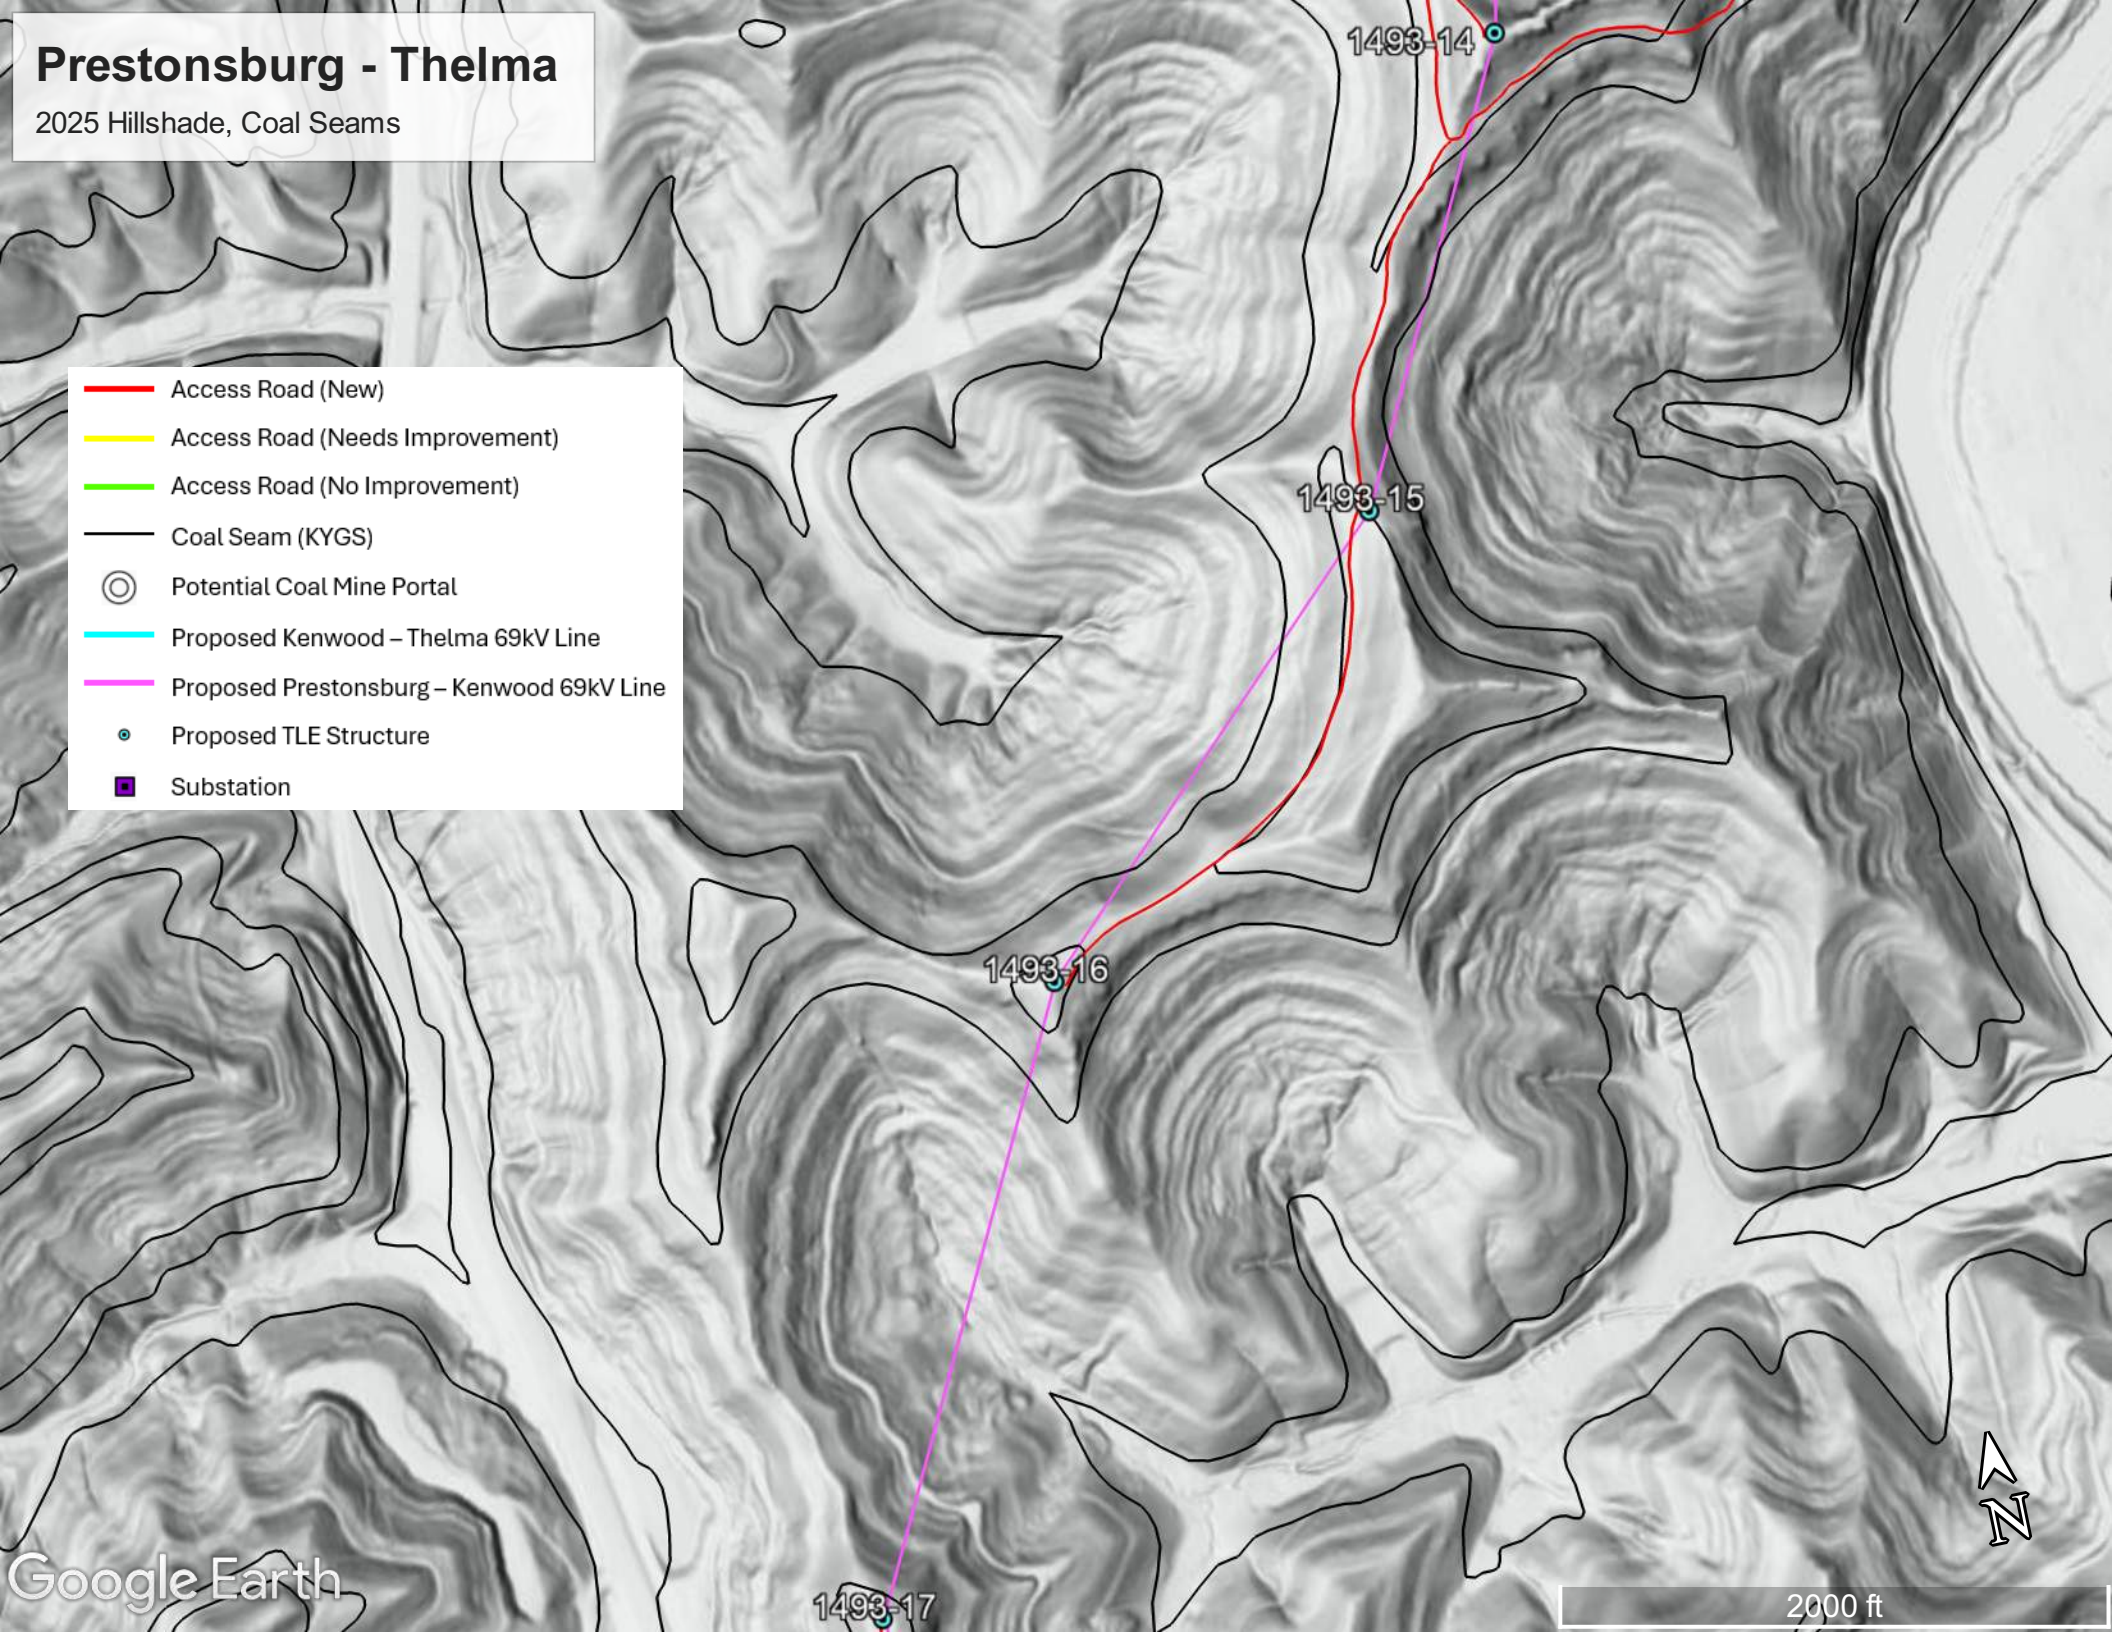 Prestonsburg - Thelma
2025 Hillshade, Coal Seams
1493-14
Access Road (New)
Access Road (Needs Improvement)
Access Road (No Improvement)
Coal Seam (KYGS)
Potential Coal Mine Portal
Proposed Kenwood – Thelma 69kV Line
Proposed Prestonsburg – Kenwood 69kV Line
Proposed TLE Structure
Substation
1493-15
1493-16
1493-17
N
Google Earth
2000 ft